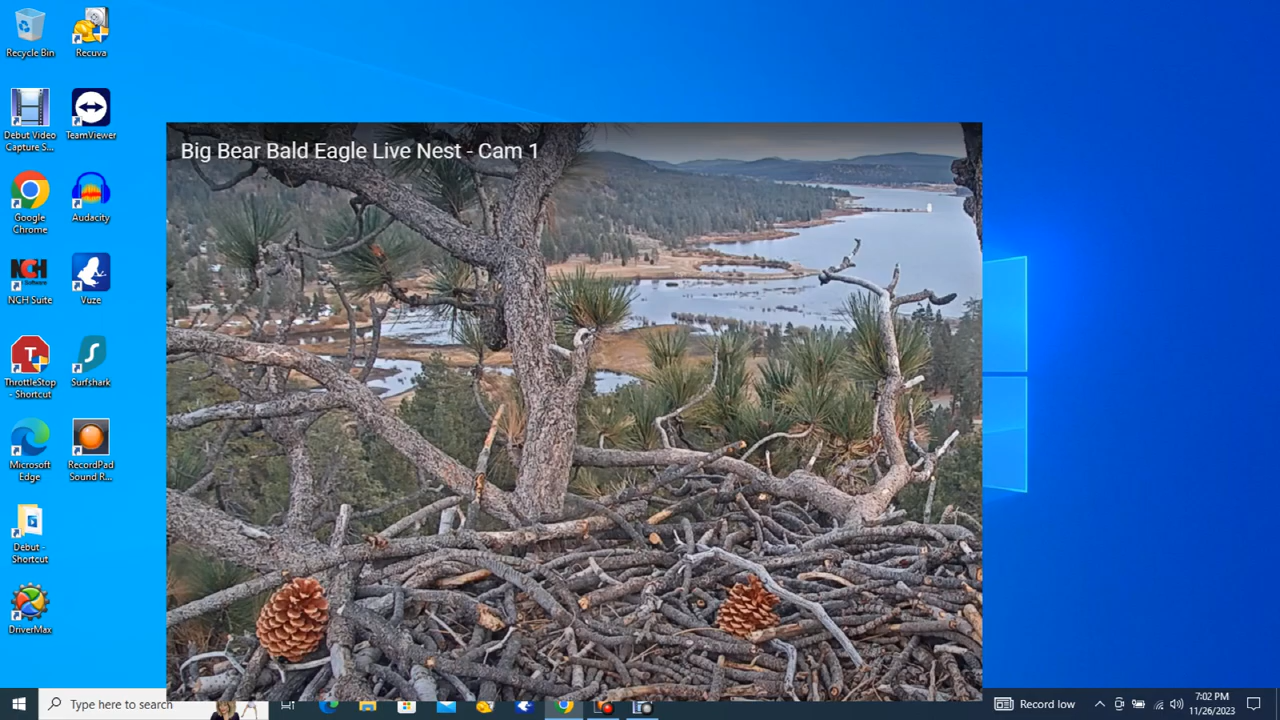 Recycle Bin
Recuva
Debut Video
Capture S...
TeamViewer
Google
Chrome
Audacity
NCH
NCH Suite
Vuze
ThrottleStop
- Shortcut
Surfshark
Microsoft
Edge
RecordPad
Sound R...
Debut -
Shortcut
DriverMax
Big Bear Bald Eagle Live Nest - Cam 1
Type here to search
Record low
7:02 PM
11/26/2023